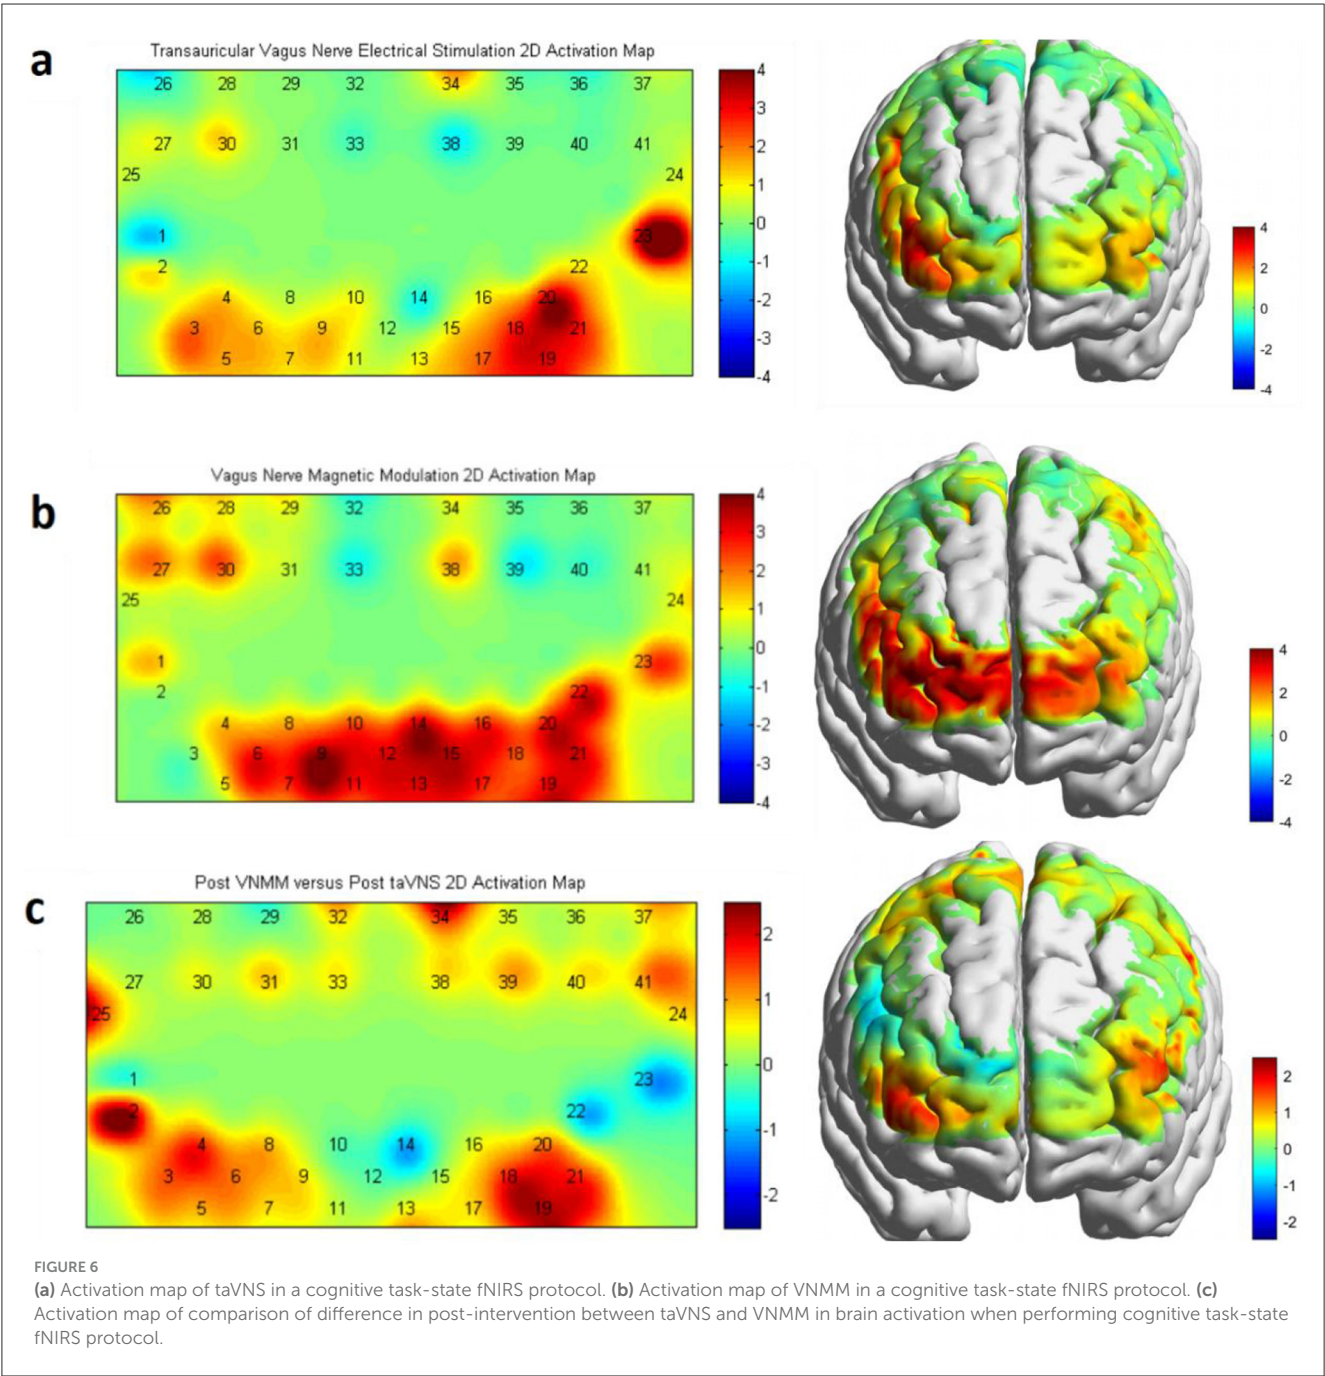 a
Transauricular Vagus Nerve Electrical Stimulation 2D Activation Map
26 28 29 32 34 35 36 37
27 30 31 33 38 39 40 41
25 24
1 23
2 22
4 8 10 14 16 20
3 6 9 12 15 18 21
5 7 11 13 17 19
4
3
2
1
0
-1
-2
-3
-4
4
2
0
-2
-4
b
Vagus Nerve Magnetic Modulation 2D Activation Map
26 28 29 32 34 35 36 37
27 30 31 33 38 39 40 41
25 24
1 23
2 22
4 8 10 14 16 20
3 6 9 12 15 18 21
5 7 11 13 17 19
4
3
2
1
0
-1
-2
-3
-4
4
2
0
-2
-4
c
Post VNMM versus Post taVNS 2D Activation Map
26 28 29 32 34 35 36 37
27 30 31 33 38 39 40 41
25 24
1 23
2 22
4 8 10 14 16 20
3 6 9 12 15 18 21
5 7 11 13 17 19
2
1
0
-1
-2
2
1
0
-1
-2
FIGURE 6
(a) Activation map of taVNS in a cognitive task-state fNIRS protocol. (b) Activation map of VNMM in a cognitive task-state fNIRS protocol. (c)
Activation map of comparison of difference in post-intervention between taVNS and VNMM in brain activation when performing cognitive task-state
fNIRS protocol.